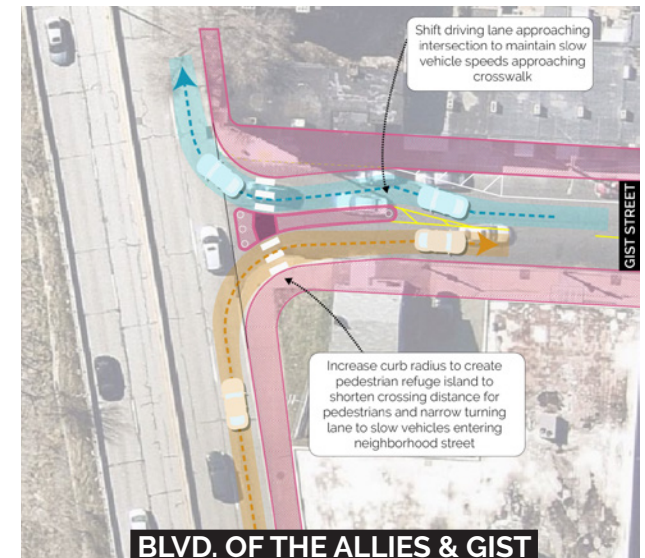 Shift driving lane approaching
intersection to maintain slow
vehicle speeds approaching
crosswalk
GIST STREET
Increase curb radius to create
pedestrian refuge island to
shorten crossing distance for
pedestrians and narrow turning
lane to slow vehicles entering
neighborhood street
BLVD. OF THE ALLIES & GIST